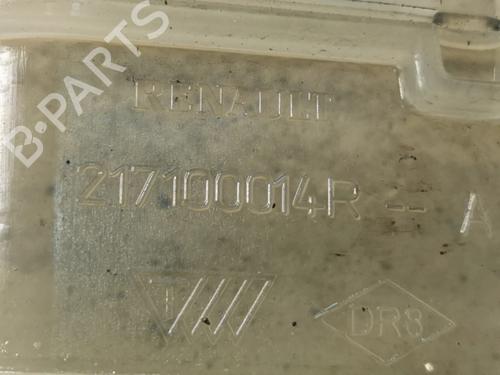 B-PARTS
RENAULT
217100014R -- A
DR8